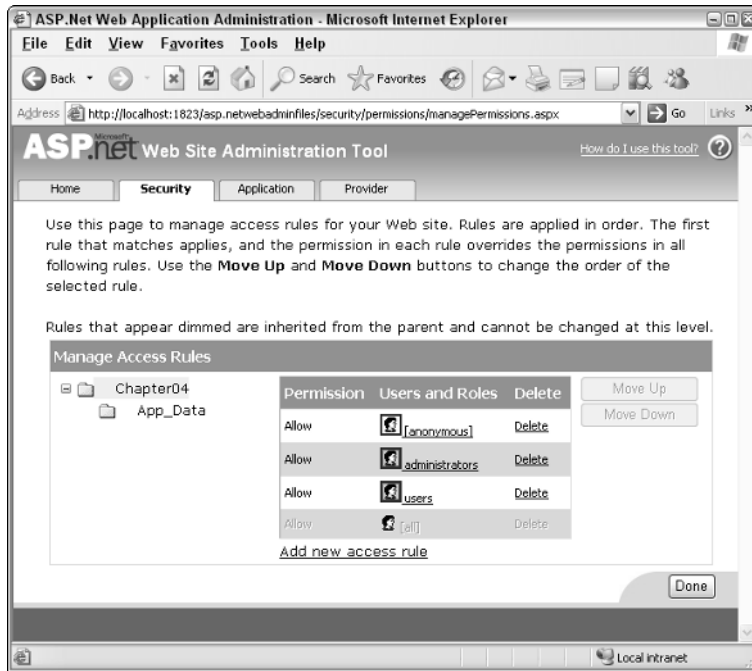 ASP.Net Web Application Administration - Microsoft Internet Explorer
File Edit View Favorites Tools Help
Back Search Favorites
Address http://localhost:1823/asp.netwebadminfiles/security/permissions/managePermissions.aspx Go Links »
Microsoft
ASP.net Web Site Administration Tool How do I use this tool? ?
Home Security Application Provider
Use this page to manage access rules for your Web site. Rules are applied in order. The first
rule that matches applies, and the permission in each rule overrides the permissions in all
following rules. Use the Move Up and Move Down buttons to change the order of the
selected rule.
Rules that appear dimmed are inherited from the parent and cannot be changed at this level.
Manage Access Rules
Chapter04
App_Data
Permission Users and Roles Delete
Allow [anonymous] Delete
Allow administrators Delete
Allow users Delete
Allow [all] Delete
Add new access rule
Move Up
Move Down
Done
Local intranet